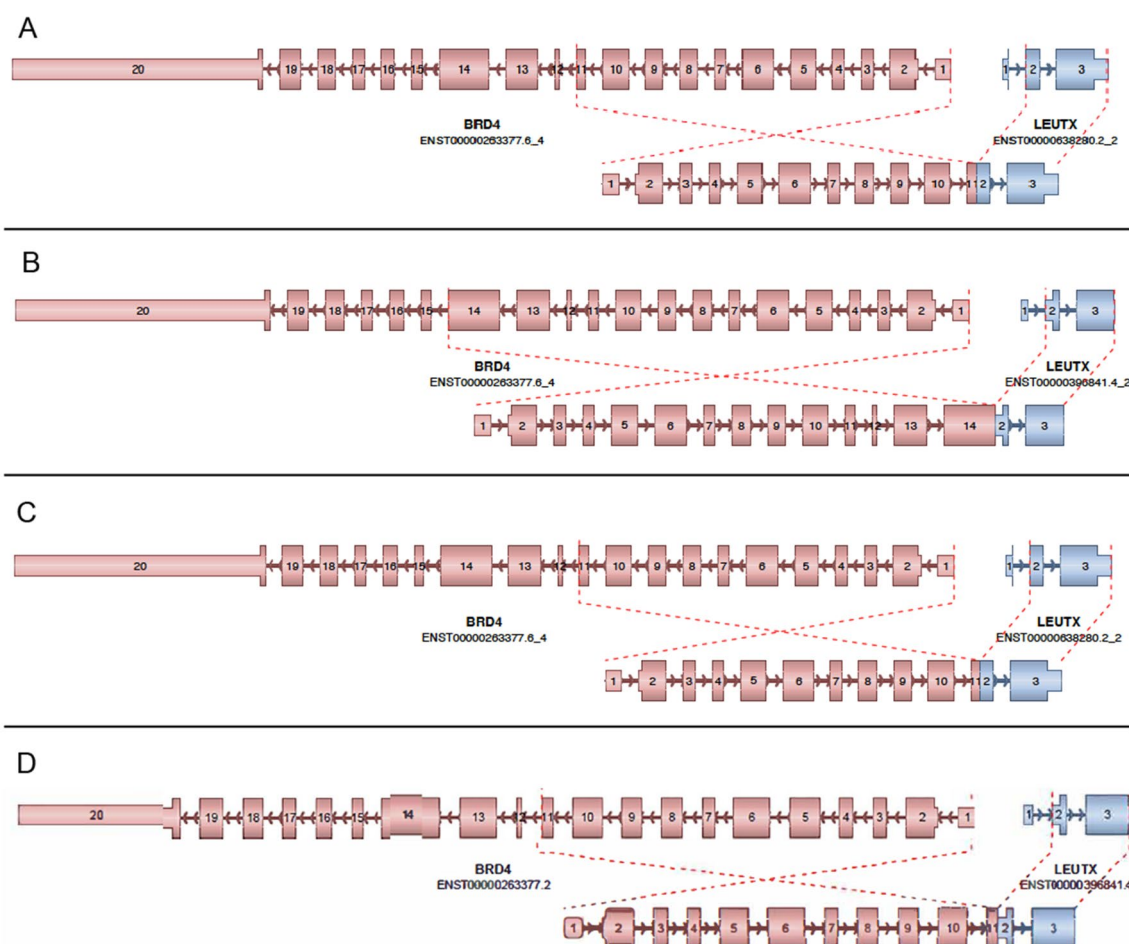 A
20 19 18 17 16 15 14 13 12 11 10 9 8 7 6 5 4 3 2 1 1 2 3
BRD4 LEUTX
ENST00000263377.6_4 ENST00000638280.2_2
1 2 3 4 5 6 7 8 9 10 11 2 3
B
20 19 18 17 16 15 14 13 12 11 10 9 8 7 6 5 4 3 2 1 1 2 3
BRD4 LEUTX
ENST00000263377.6_4 ENST00000396841.4_2
1 2 3 4 5 6 7 8 9 10 11 12 13 14 2 3
C
20 19 18 17 16 15 14 13 12 11 10 9 8 7 6 5 4 3 2 1 1 2 3
BRD4 LEUTX
ENST00000263377.6_4 ENST00000638280.2_2
1 2 3 4 5 6 7 8 9 10 11 2 3
D
20 19 18 17 16 15 14 13 12 11 10 9 8 7 6 5 4 3 2 1 1 2 3
BRD4 LEUTX
ENST00000263377.2 ENST00000396841.4
1 2 3 4 5 6 7 8 9 10 11 2 3